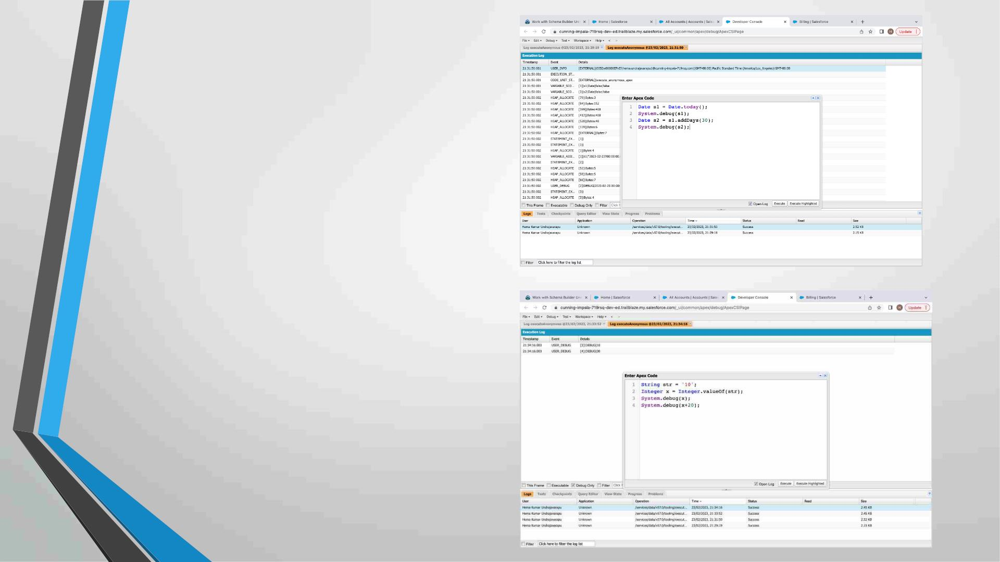 Work with Schema Builder Uni
Home | Salesforce
All Accounts | Accounts | Sales
Developer Console
Billing | Salesforce
cunning-impala-719rsq-dev-ed.trailblaze.my.salesforce.com/_ui/common/apex/debug/ApexCSIPage
H Update
File Edit Debug Test Workspace Help < >
Log executeAnonymous @23/02/2023, 21:29:19
Log executeAnonymous @23/02/2023, 21:31:50
Execution Log
Timestamp Event Details
21:31:50:001 USER_INFO
21:31:50:001 EXECUTION_ST...
21:31:50:001 CODE_UNIT_ST... [EXTERNAL]|execute_anonymous_apex
21:31:50:001 VARIABLE_SCO... [1]|s1|Date|false|false
21:31:50:001 VARIABLE_SCO... [3]|s2|Date|false|false
21:31:50:002 HEAP_ALLOCATE [79]|Bytes:3
21:31:50:002 HEAP_ALLOCATE [84]|Bytes:152
21:31:50:002 HEAP_ALLOCATE [399]|Bytes:408
21:31:50:002 HEAP_ALLOCATE [412]|Bytes:408
21:31:50:002 HEAP_ALLOCATE [520]|Bytes:48
21:31:50:002 HEAP_ALLOCATE [139]|Bytes:6
21:31:50:002 HEAP_ALLOCATE [EXTERNAL]|Bytes:7
21:31:50:002 STATEMENT_EX... [1]|
21:31:50:002 STATEMENT_EX... [1]|
21:31:50:002 HEAP_ALLOCATE [1]|Bytes:4
21:31:50:002 VARIABLE_ASSI... [1]|s1|"2023-02-23T00:00:00.
21:31:50:002 STATEMENT_EX... [2]|
21:31:50:002 HEAP_ALLOCATE [52]|Bytes:5
21:31:50:002 HEAP_ALLOCATE [58]|Bytes:5
21:31:50:002 HEAP_ALLOCATE [66]|Bytes:7
21:31:50:002 USER_DEBUG [2]|DEBUG|2023-02-23 00:00:
21:31:50:002 STATEMENT_EX... [3]|
21:31:50:002 HEAP_ALLOCATE [3]|Bytes:4
Enter Apex Code
1 Date s1 = Date.today();
2 System.debug(s1);
3 Date s2 = s1.addDays(30);
4 System.debug(s2);
Open Log Execute Execute Highlighted
This Frame Executable Debug Only Filter Click
Logs Tests Checkpoints Query Editor View State Progress Problems
User Application Operation Time Status Read Size
Hema Kumar Undrajavarapu Unknown /services/data/v57.0/tooling/execut... 23/02/2023, 21:31:50 Success 2.52 KB
Hema Kumar Undrajavarapu Unknown /services/data/v57.0/tooling/execut... 23/02/2023, 21:29:19 Success 2.15 KB
Filter Click here to filter the log list
Work with Schema Builder Uni
Home | Salesforce
All Accounts | Accounts | Sales
Developer Console
Billing | Salesforce
cunning-impala-719rsq-dev-ed.trailblaze.my.salesforce.com/_ui/common/apex/debug/ApexCSIPage
H Update
File Edit Debug Test Workspace Help < >
Log executeAnonymous @23/02/2023, 21:33:52
Log executeAnonymous @23/02/2023, 21:34:16
Execution Log
Timestamp Event Details
21:34:16:003 USER_DEBUG [3]|DEBUG|10
21:34:16:003 USER_DEBUG [4]|DEBUG|30
Enter Apex Code
1 String str = '10';
2 Integer x = Integer.valueOf(str);
3 System.debug(x);
4 System.debug(x+20);
Open Log Execute Execute Highlighted
This Frame Executable Debug Only Filter Click
Logs Tests Checkpoints Query Editor View State Progress Problems
User Application Operation Time Status Read Size
Hema Kumar Undrajavarapu Unknown /services/data/v57.0/tooling/execut... 23/02/2023, 21:34:16 Success 2.45 KB
Hema Kumar Undrajavarapu Unknown /services/data/v57.0/tooling/execut... 23/02/2023, 21:33:52 Success 2.45 KB
Hema Kumar Undrajavarapu Unknown /services/data/v57.0/tooling/execut... 23/02/2023, 21:31:50 Success 2.52 KB
Hema Kumar Undrajavarapu Unknown /services/data/v57.0/tooling/execut... 23/02/2023, 21:29:19 Success 2.15 KB
Filter Click here to filter the log list